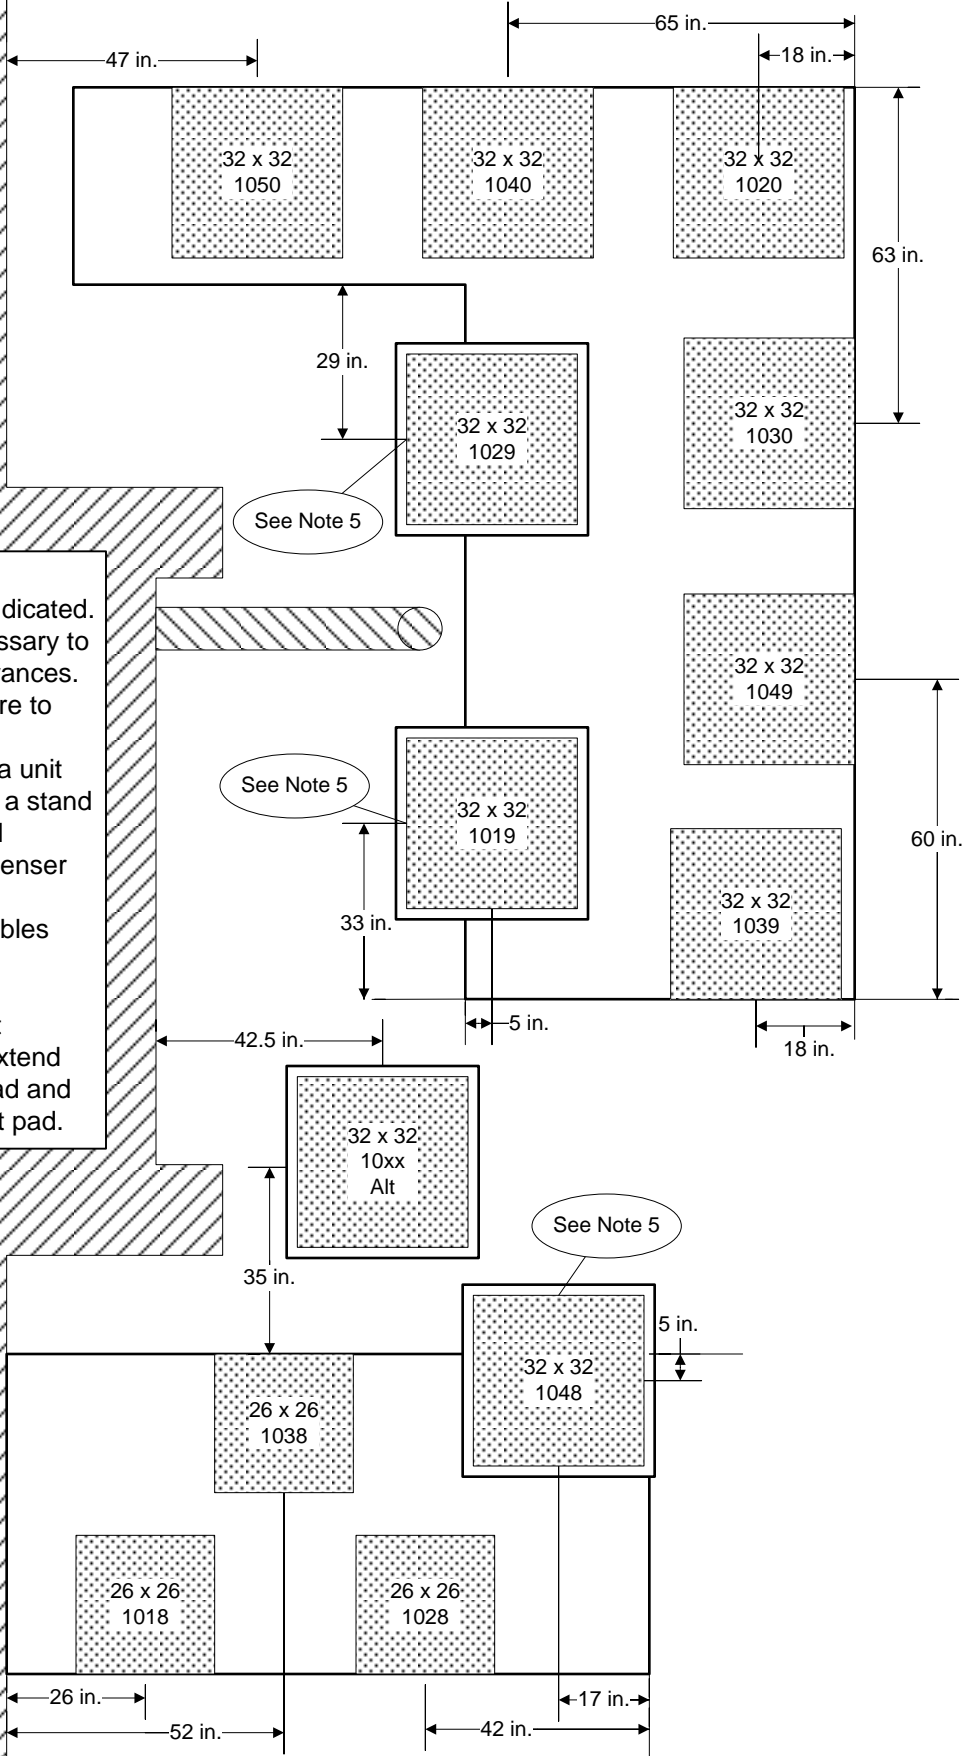 65 in.
47 in.
18 in.
32 x 32
1050
32 x 32
1040
32 x 32
1020
63 in.
29 in.
32 x 32
1029
32 x 32
1030
See Note 5
dicated.
ssary to
rances.
re to
a unit
a stand
l
enser
bles
t
xtend
ad and
t pad.
32 x 32
1049
See Note 5
32 x 32
1019
60 in.
33 in.
32 x 32
1039
5 in.
42.5 in.
18 in.
32 x 32
10xx
Alt
See Note 5
35 in.
5 in.
32 x 32
1048
26 x 26
1038
26 x 26
1018
26 x 26
1028
26 in.
17 in.
52 in.
42 in.